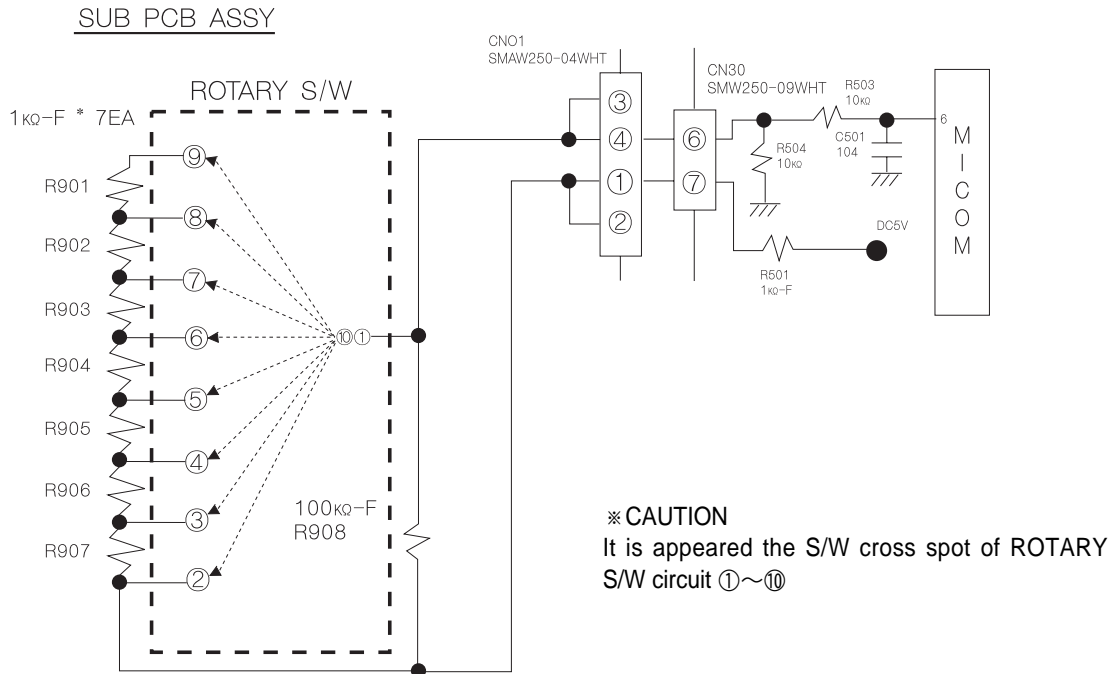 SUB PCB ASSY
CN01
SMAW250-04WHT
CN30
SMW250-09WHT
R503
10㏀
ROTARY S/W
1㏀-F * 7EA
③
④
①
②
⑥
⑦
R504
10㏀
C501
104
6
MICOM
DC5V
R501
1㏀-F
R901
R902
R903
R904
R905
R906
R907
⑨
⑧
⑦
⑥
⑤
④
③
②
⑩①
100㏀-F
R908
※CAUTION
It is appeared the S/W cross spot of ROTARY
S/W circuit ①~⑩